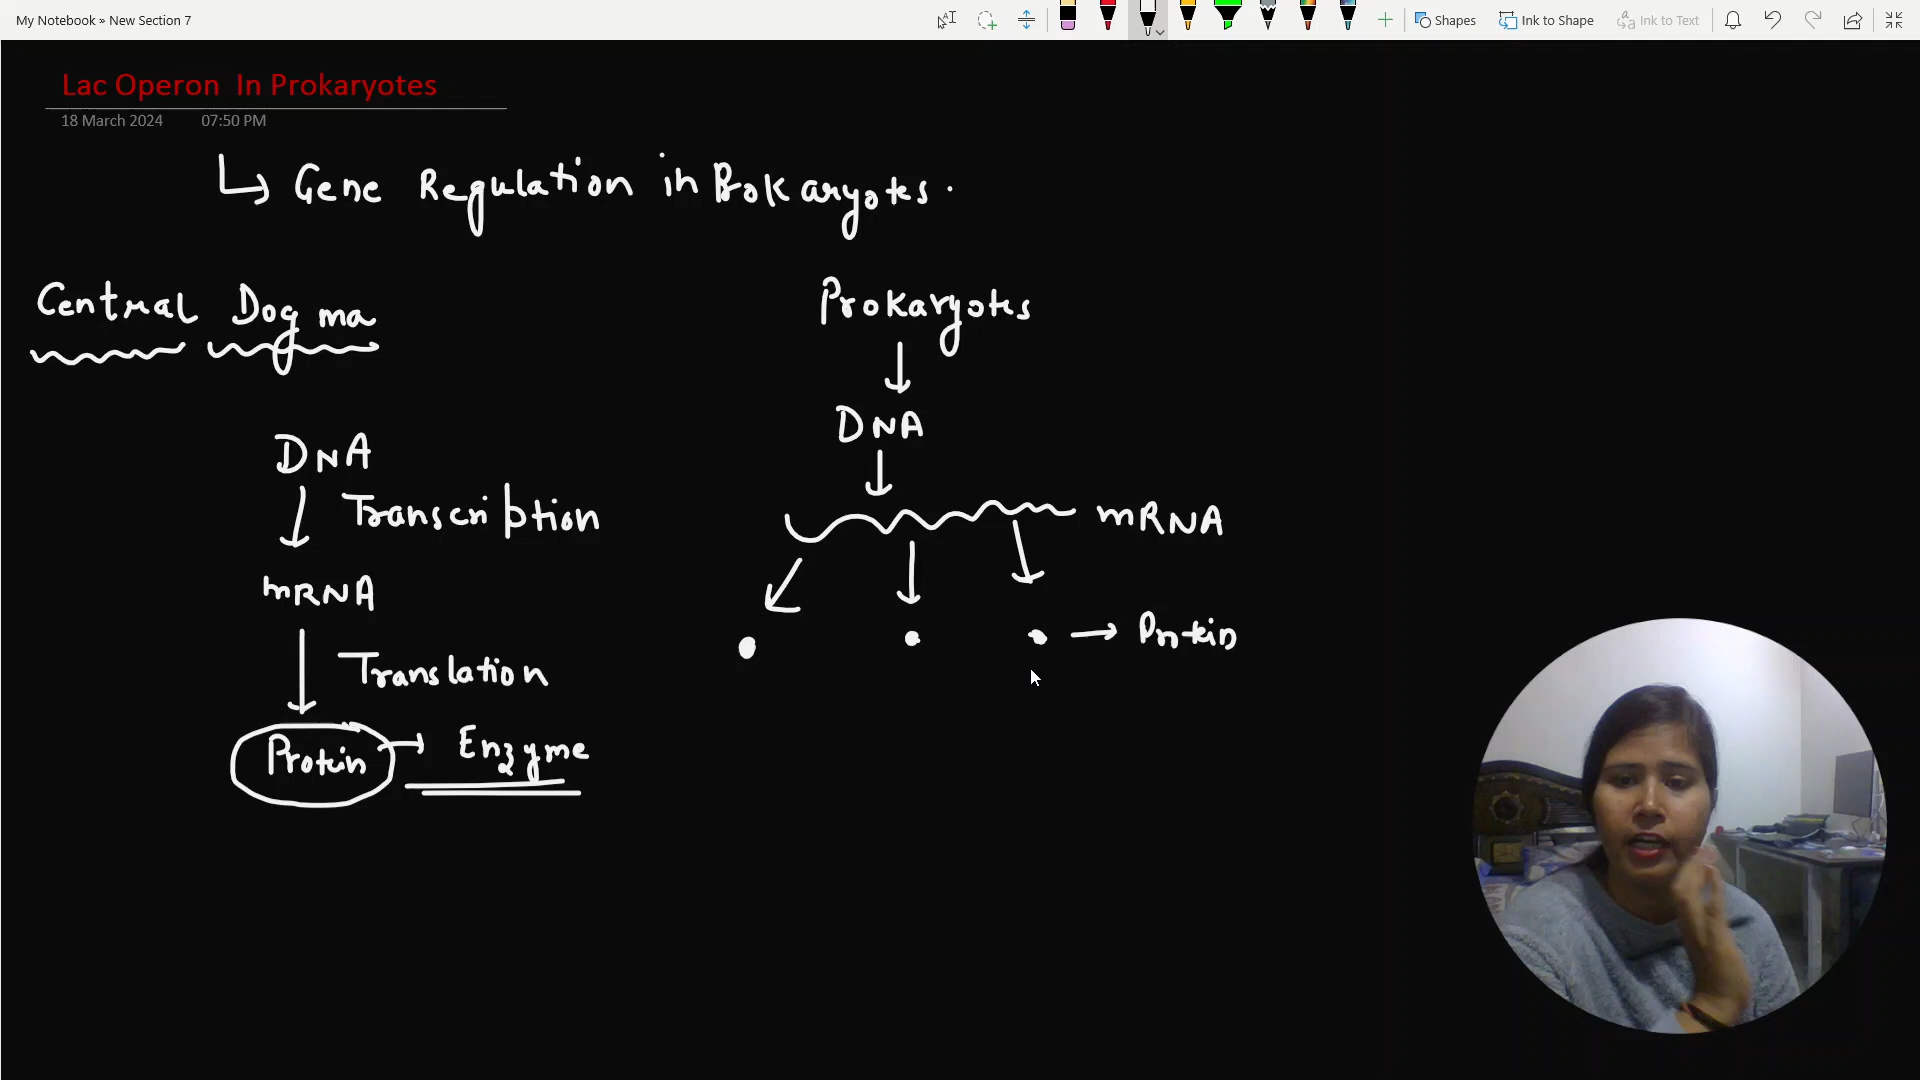 My Notebook » New Section 7
Shapes Ink to Shape Ink to Text
Lac Operon In Prokaryotes
18 March 2024 07:50 PM
Gene Regulation in Prokaryotes.
Central Dogma
DNA
Transcription
mRNA
Translation
Protein → Enzyme
Prokaryotes
DNA
mRNA
→ Protein